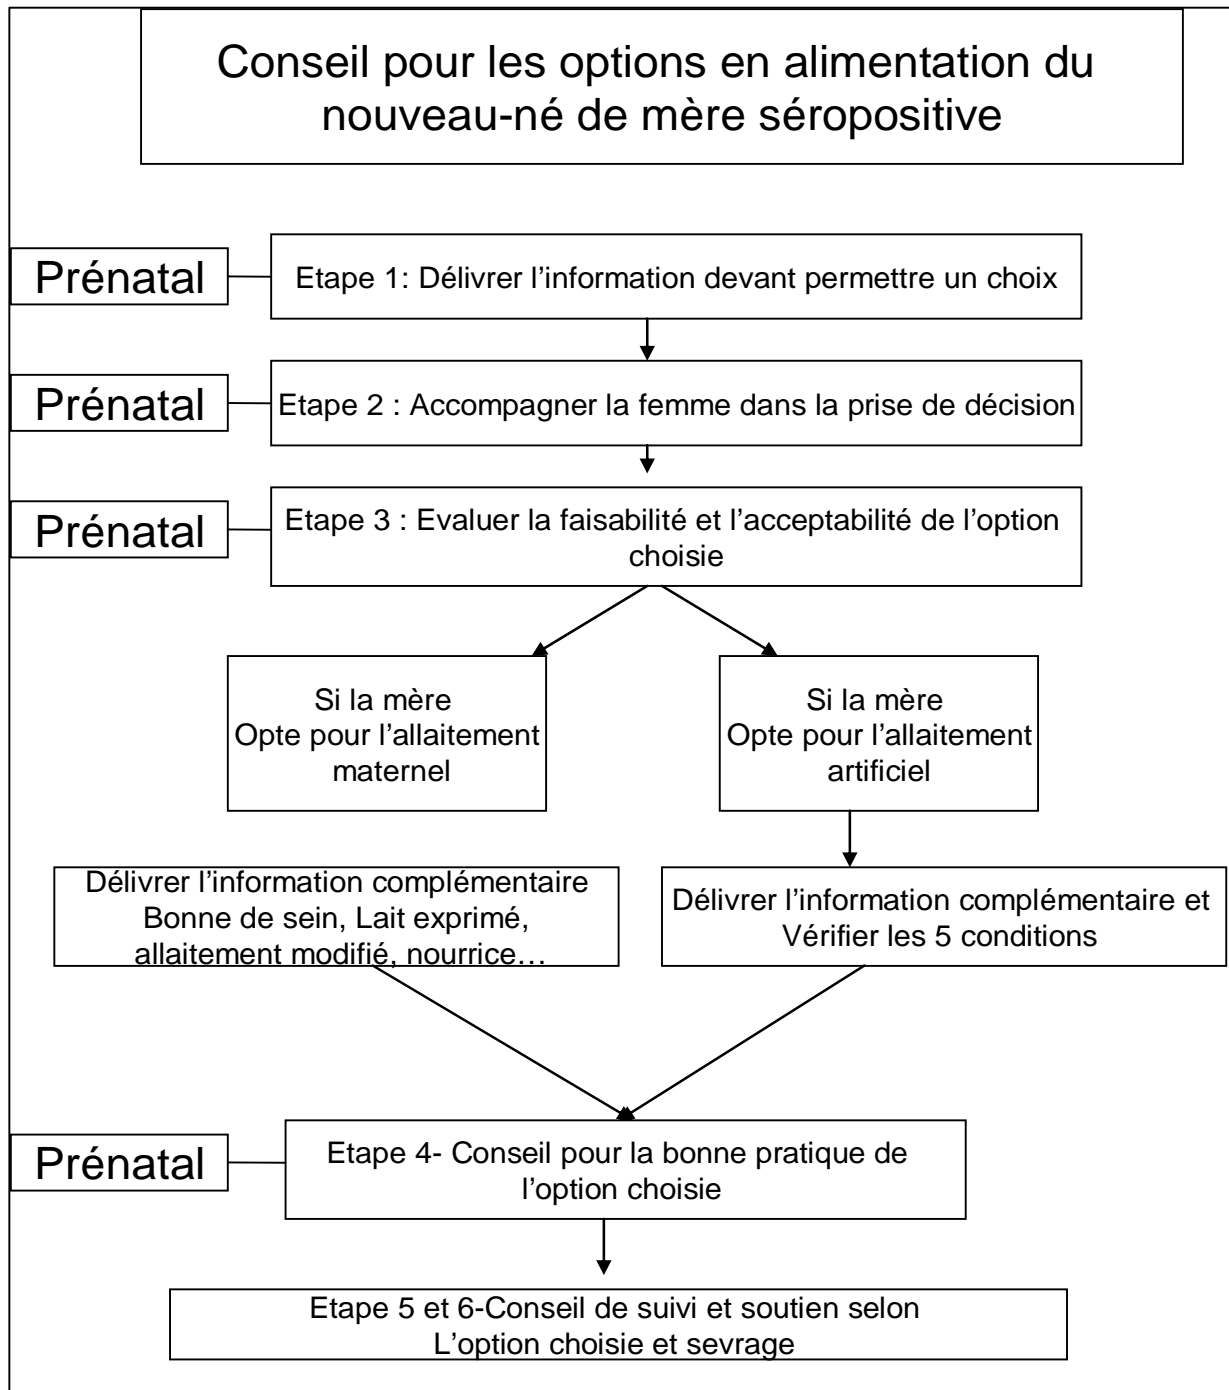 Conseil pour les options en alimentation du
nouveau-né de mère séropositive
Prénatal
Etape 1: Délivrer l’information devant permettre un choix
Prénatal
Etape 2 : Accompagner la femme dans la prise de décision
Prénatal
Etape 3 : Evaluer la faisabilité et l’acceptabilité de l’option
choisie
Si la mère
Opte pour l’allaitement
maternel
Si la mère
Opte pour l’allaitement
artificiel
Délivrer l’information complémentaire
Bonne de sein, Lait exprimé,
allaitement modifié, nourrice…
Délivrer l’information complémentaire et
Vérifier les 5 conditions
Prénatal
Etape 4- Conseil pour la bonne pratique de
l’option choisie
Etape 5 et 6-Conseil de suivi et soutien selon
L’option choisie et sevrage